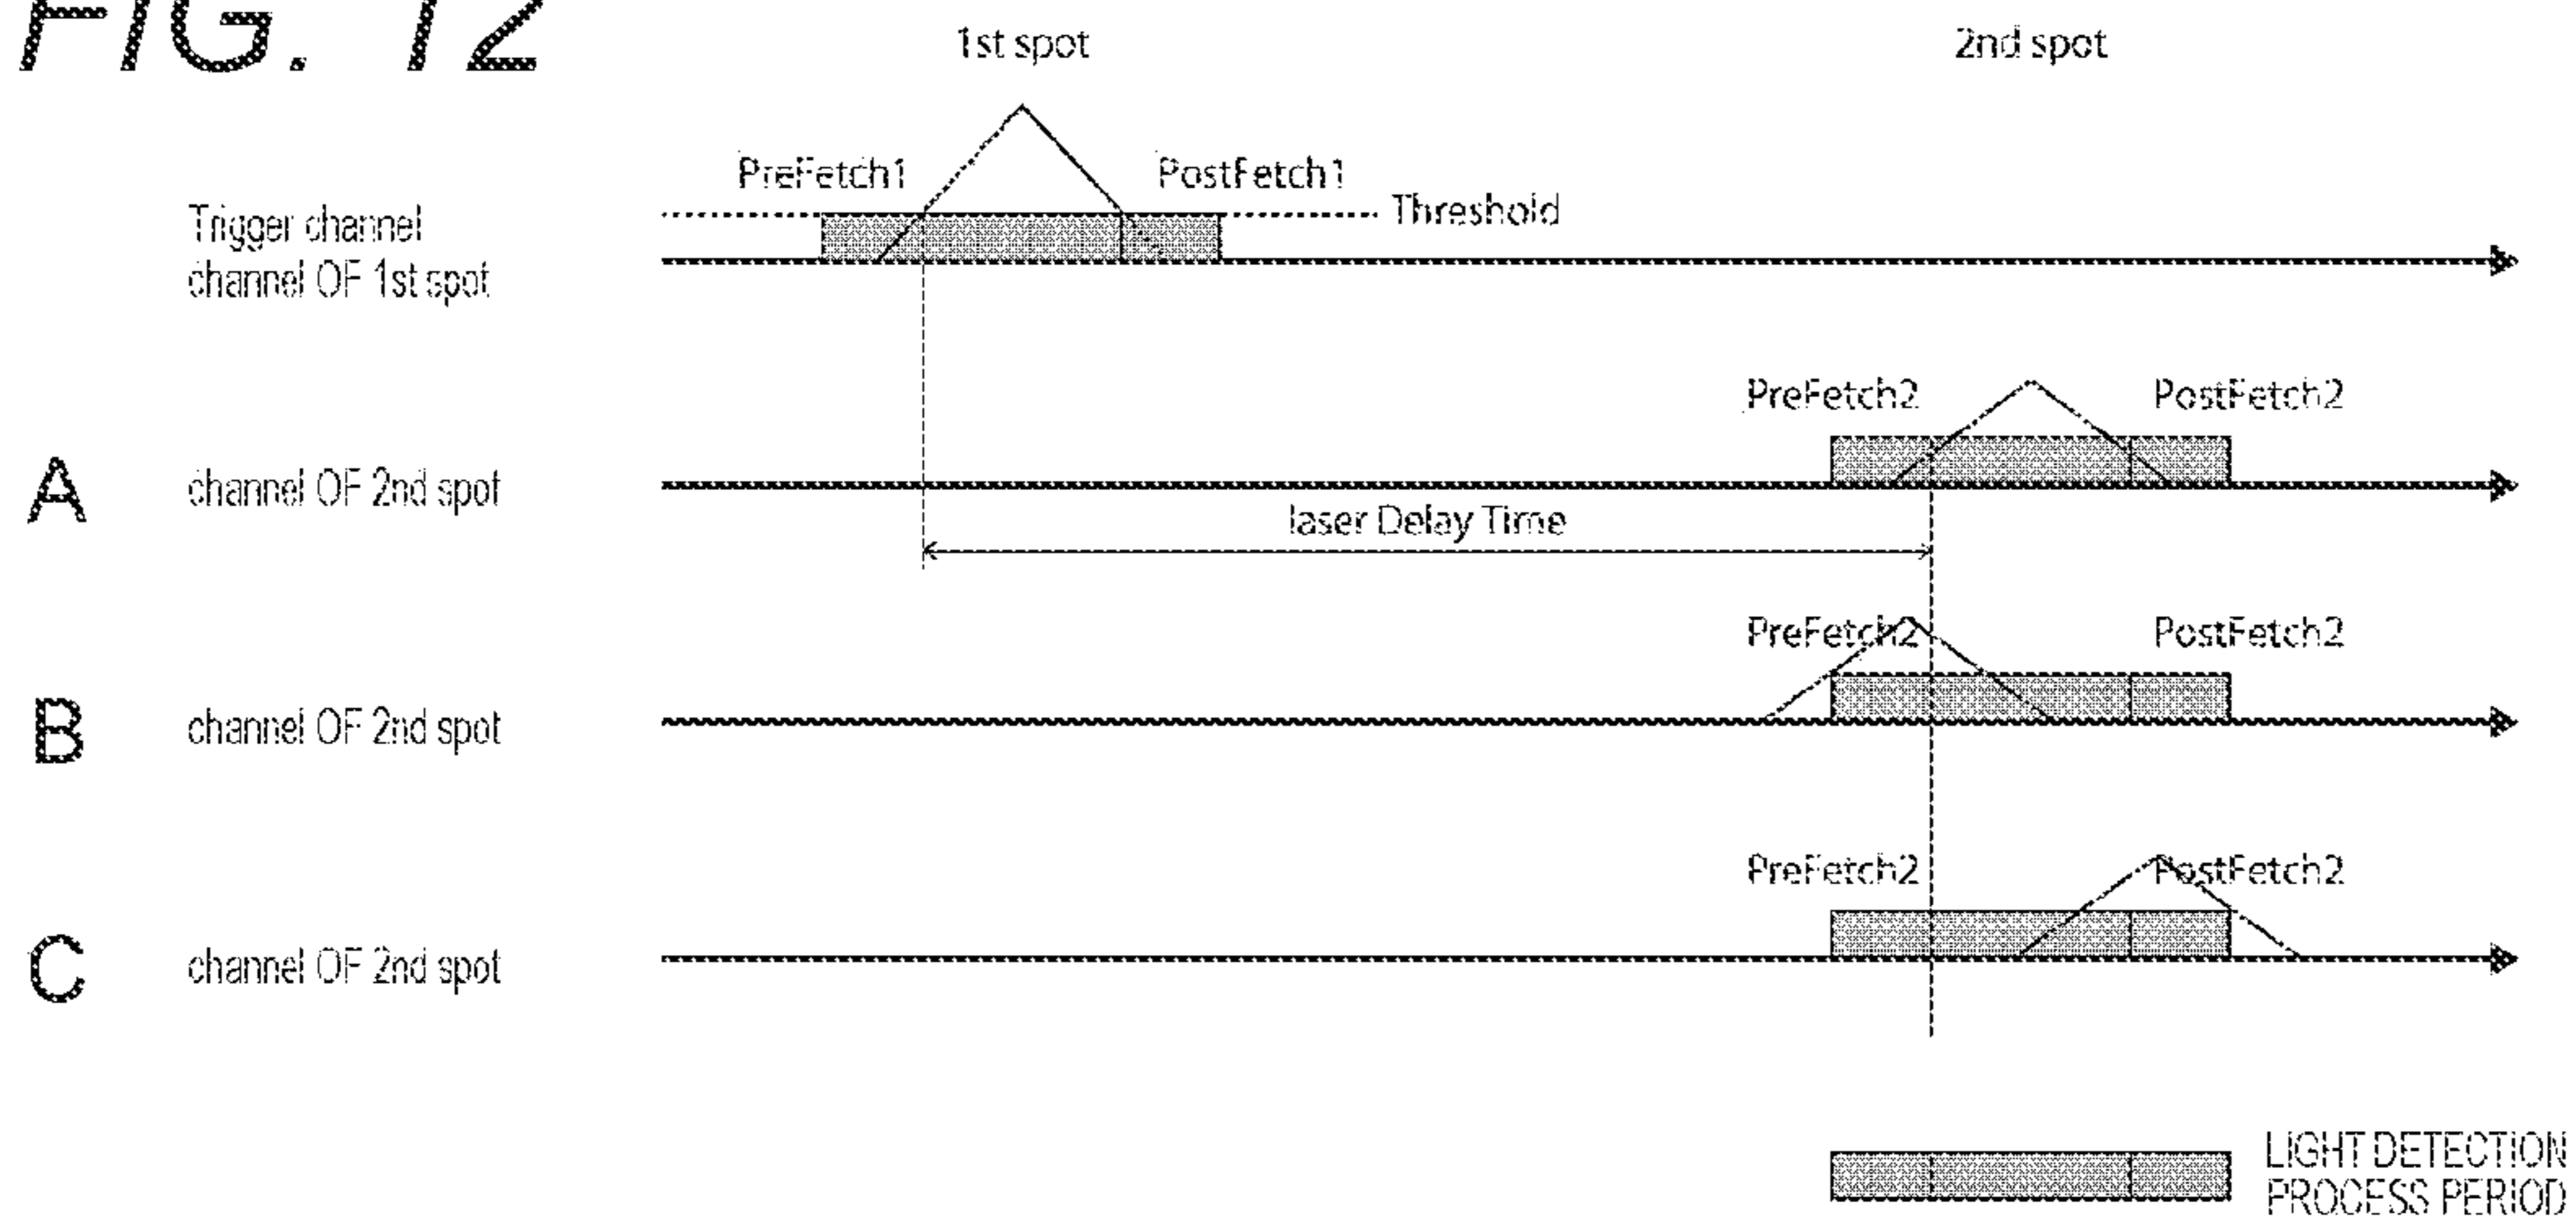 FIG. 12
1st spot
2nd spot
PreFetch1
PostFetch1
Threshold
Trigger channel
channel OF 1st spot
PreFetch2
PostFetch2
A
channel OF 2nd spot
laser Delay Time
PreFetch2
PostFetch2
B
channel OF 2nd spot
PreFetch2
PostFetch2
C
channel OF 2nd spot
LIGHT DETECTION
PROCESS PERIOD